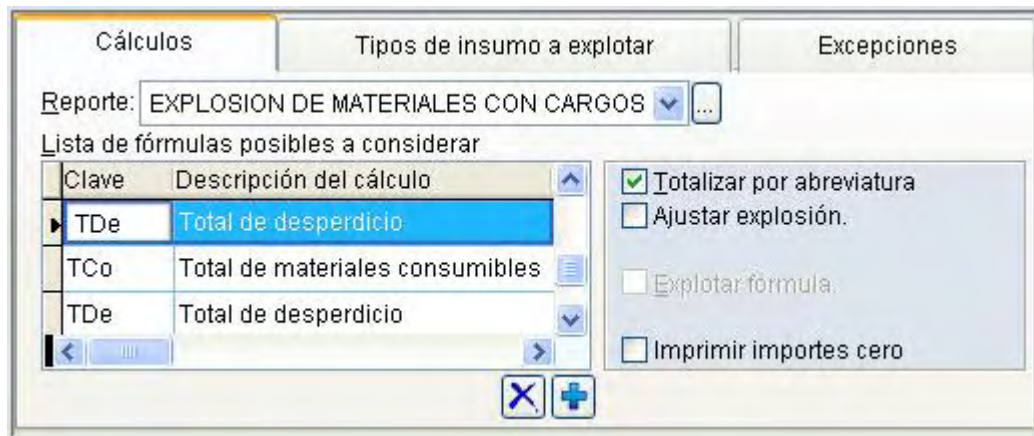 Cálculos Tipos de insumo a explotar Excepciones
Reporte: EXPLOSION DE MATERIALES CON CARGOS ...
Lista de fórmulas posibles a considerar
Clave Descripción del cálculo
TDe Total de desperdicio
TCo Total de materiales consumibles
TDe Total de desperdicio
Totalizar por abreviatura
Ajustar explosión.
Explotar fórmula.
Imprimir importes cero